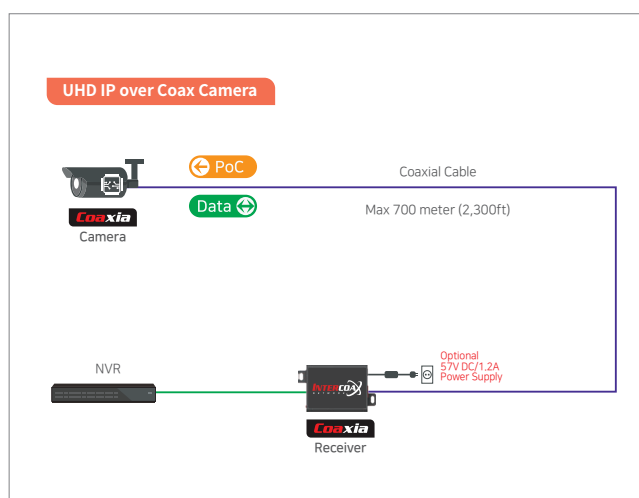 UHD IP over Coax Camera
PoC
Coaxial Cable
Data
Max 700 meter (2,300ft)
Coaxia
Camera
NVR
Optional
57V DC/1.2A
Power Supply
INTERCOAX
NETWORK
Coaxia
Receiver